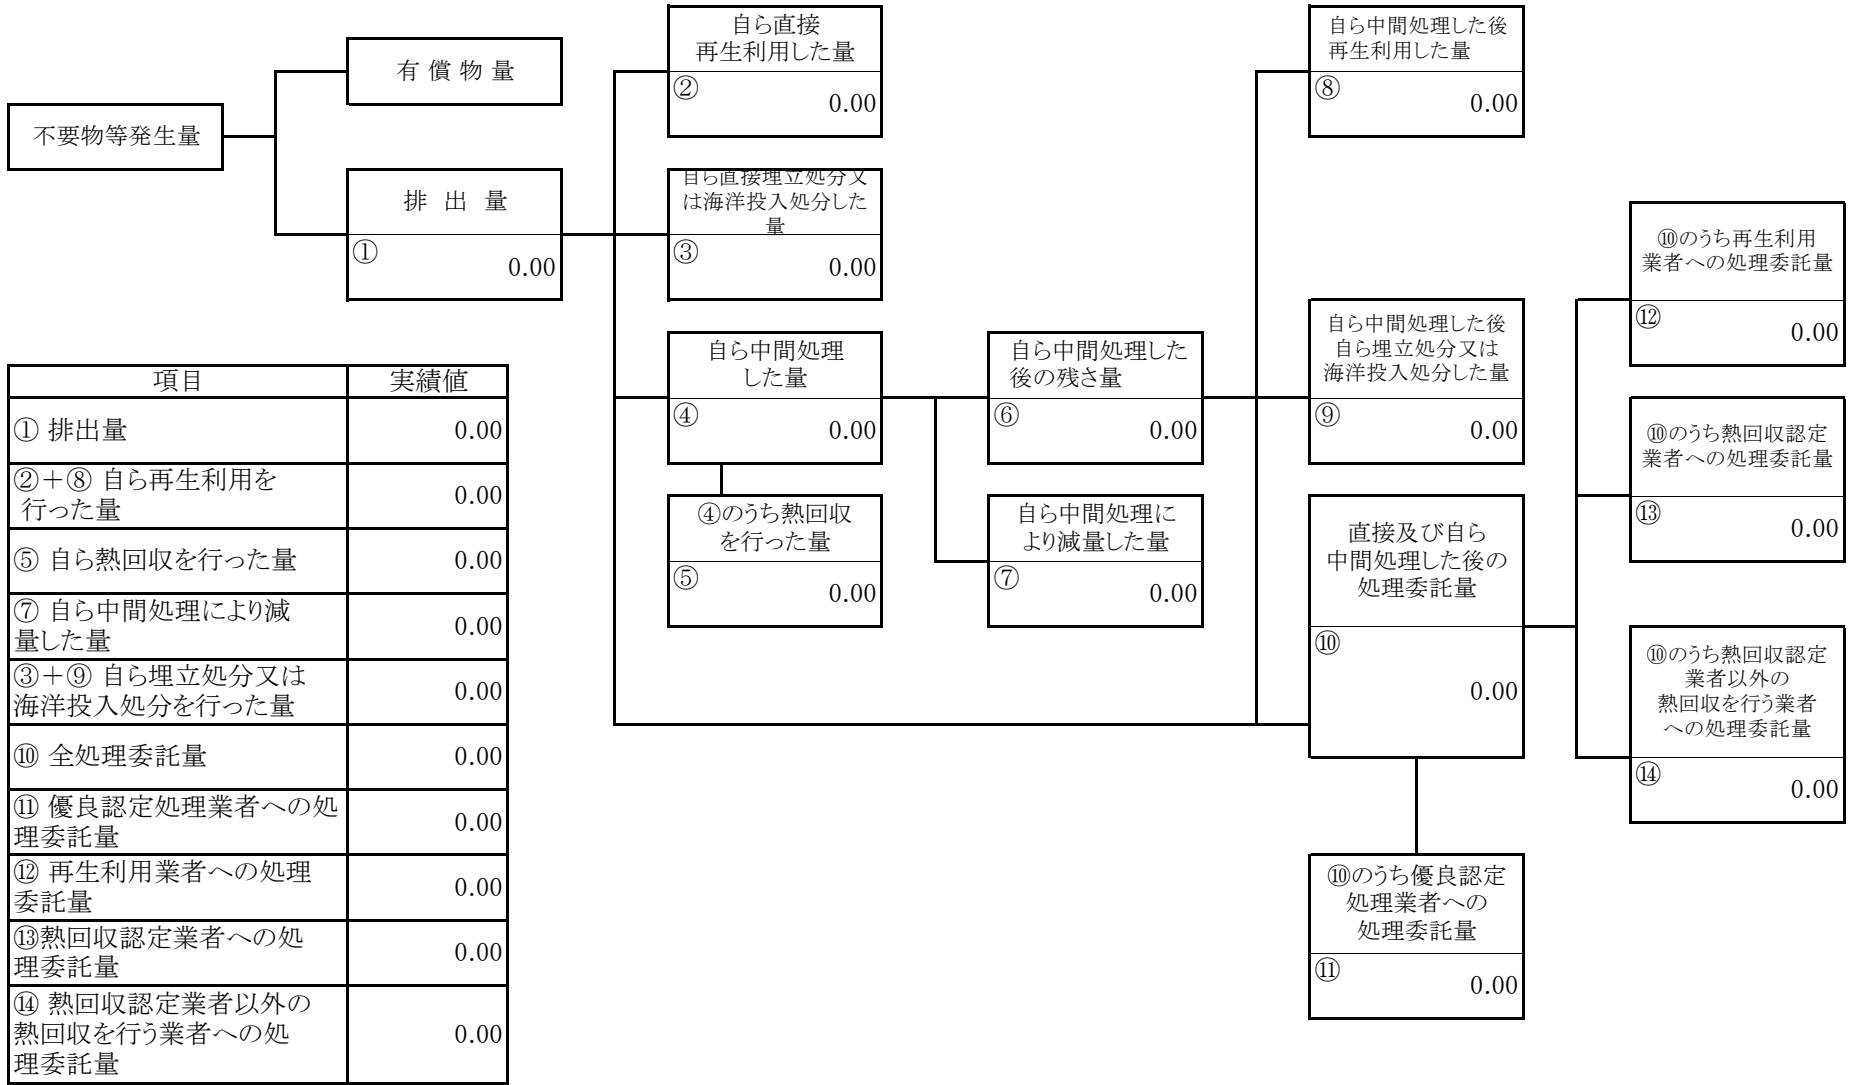 不要物等発生量
有 償 物 量
排 出 量
①
0.00
自ら直接
再生利用した量
②
0.00
自ら直接埋立処分又
は海洋投入処分した
量
③
0.00
自ら中間処理
した量
④
0.00
④のうち熱回収
を行った量
⑤
0.00
自ら中間処理した
後の残さ量
⑥
0.00
自ら中間処理に
より減量した量
⑦
0.00
自ら中間処理した後
再生利用した量
⑧
0.00
自ら中間処理した後
自ら埋立処分又は
海洋投入処分した量
⑨
0.00
直接及び自ら
中間処理した後の
処理委託量
⑩
0.00
⑩のうち優良認定
処理業者への
処理委託量
⑪
0.00
⑩のうち再生利用
業者への処理委託量
⑫
0.00
⑩のうち熱回収認定
業者への処理委託量
⑬
0.00
⑩のうち熱回収認定
業者以外の
熱回収を行う業者
への処理委託量
⑭
0.00
項目 実績値
① 排出量 0.00
②＋⑧ 自ら再生利用を
行った量 0.00
⑤ 自ら熱回収を行った量 0.00
⑦ 自ら中間処理により減
量した量 0.00
③＋⑨ 自ら埋立処分又は
海洋投入処分を行った量 0.00
⑩ 全処理委託量 0.00
⑪ 優良認定処理業者への処
理委託量 0.00
⑫ 再生利用業者への処理
委託量 0.00
⑬熱回収認定業者への処
理委託量 0.00
⑭ 熱回収認定業者以外の
熱回収を行う業者への処
理委託量 0.00